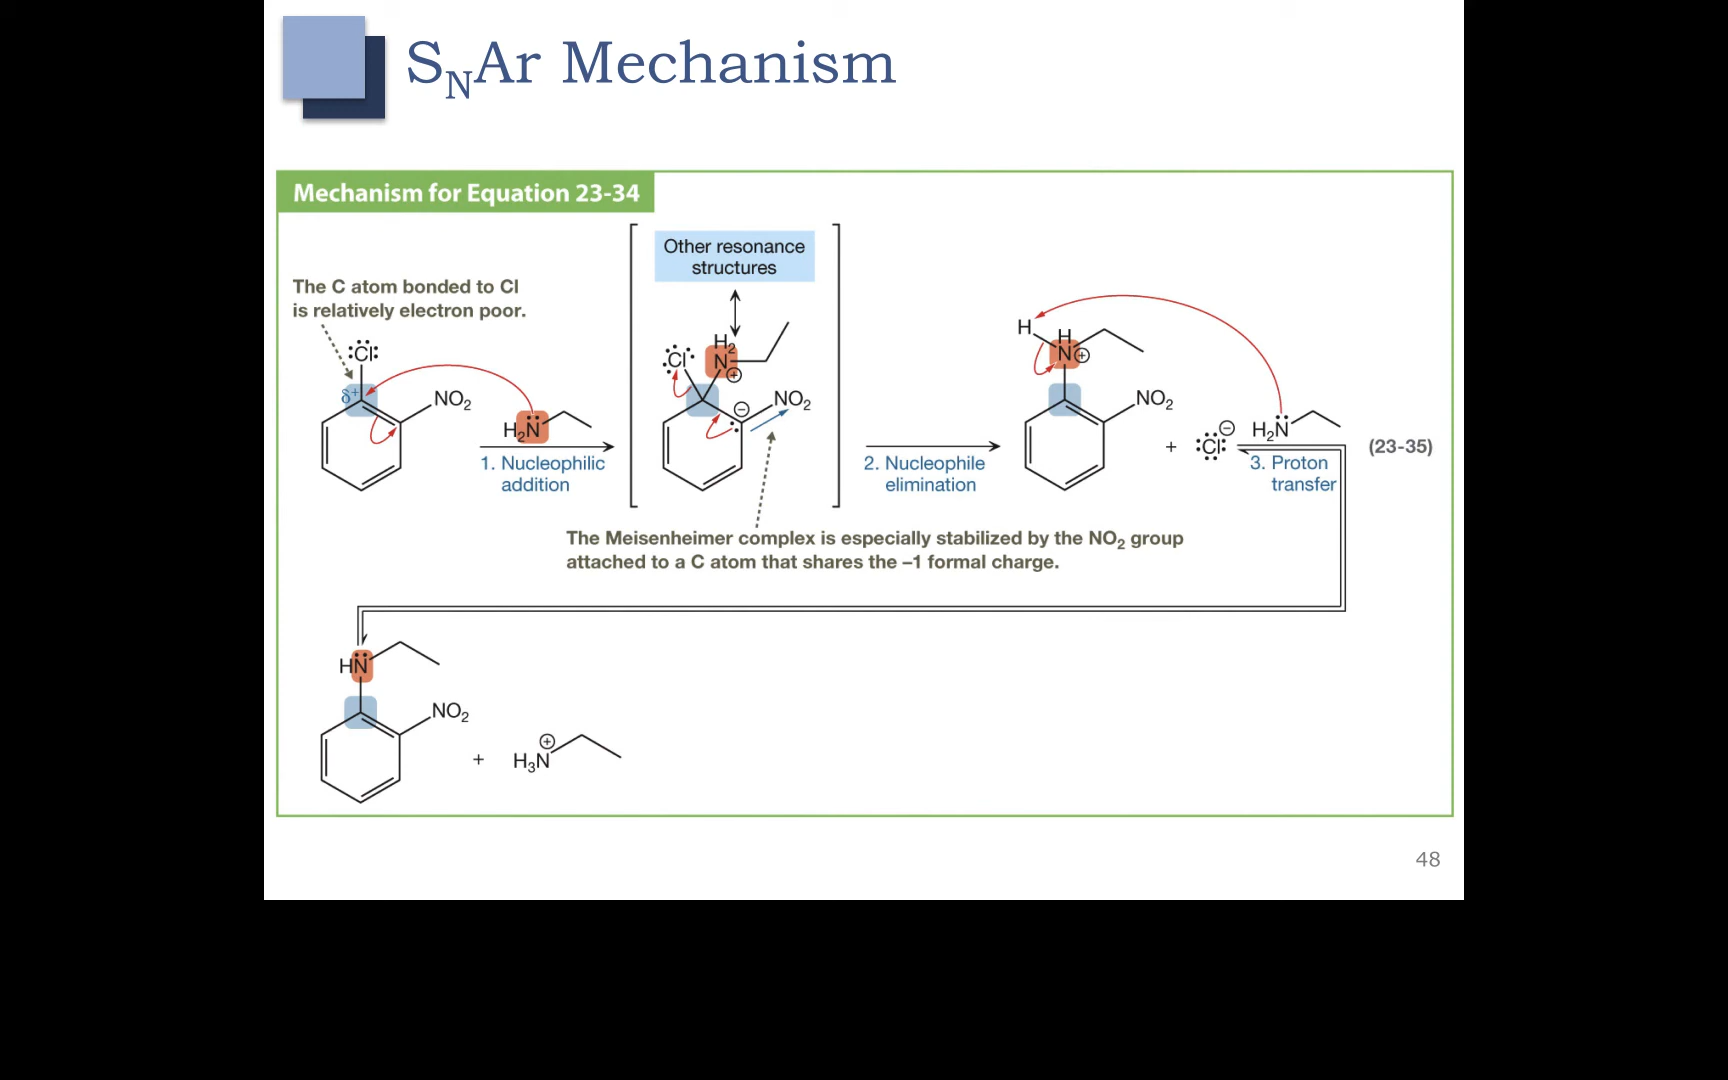 SNAr Mechanism
Mechanism for Equation 23-34
Other resonance
structures
The C atom bonded to Cl
is relatively electron poor.
Cl
δ+
NO2
H2N
1. Nucleophilic
addition
Cl
H2
N
NO2
2. Nucleophile
elimination
H
H
N
NO2
+
Cl
H2N
3. Proton
transfer
(23-35)
The Meisenheimer complex is especially stabilized by the NO2 group
attached to a C atom that shares the –1 formal charge.
HN
NO2
+
H3N
48